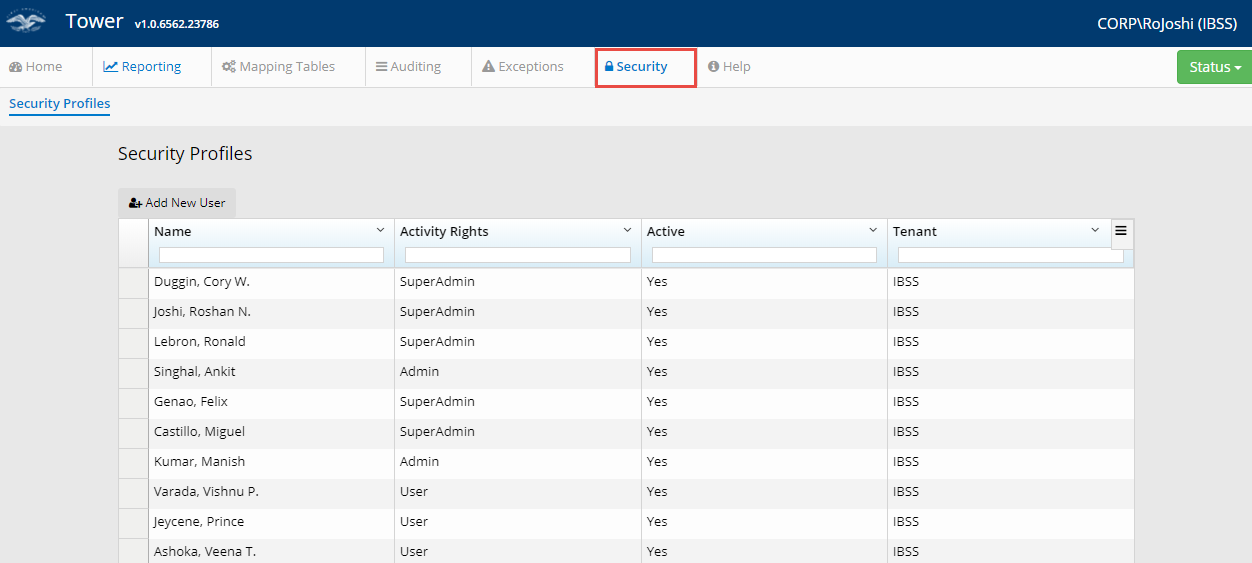 Tower v1.0.6562.23786 CORP\RoJoshi (IBSS)
Home Reporting Mapping Tables Auditing Exceptions Security Help Status
Security Profiles
Security Profiles
Add New User
Name Activity Rights Active Tenant
Duggin, Cory W. SuperAdmin Yes IBSS
Joshi, Roshan N. SuperAdmin Yes IBSS
Lebron, Ronald SuperAdmin Yes IBSS
Singhal, Ankit Admin Yes IBSS
Genao, Felix SuperAdmin Yes IBSS
Castillo, Miguel SuperAdmin Yes IBSS
Kumar, Manish Admin Yes IBSS
Varada, Vishnu P. User Yes IBSS
Jeycene, Prince User Yes IBSS
Ashoka, Veena T. User Yes IBSS